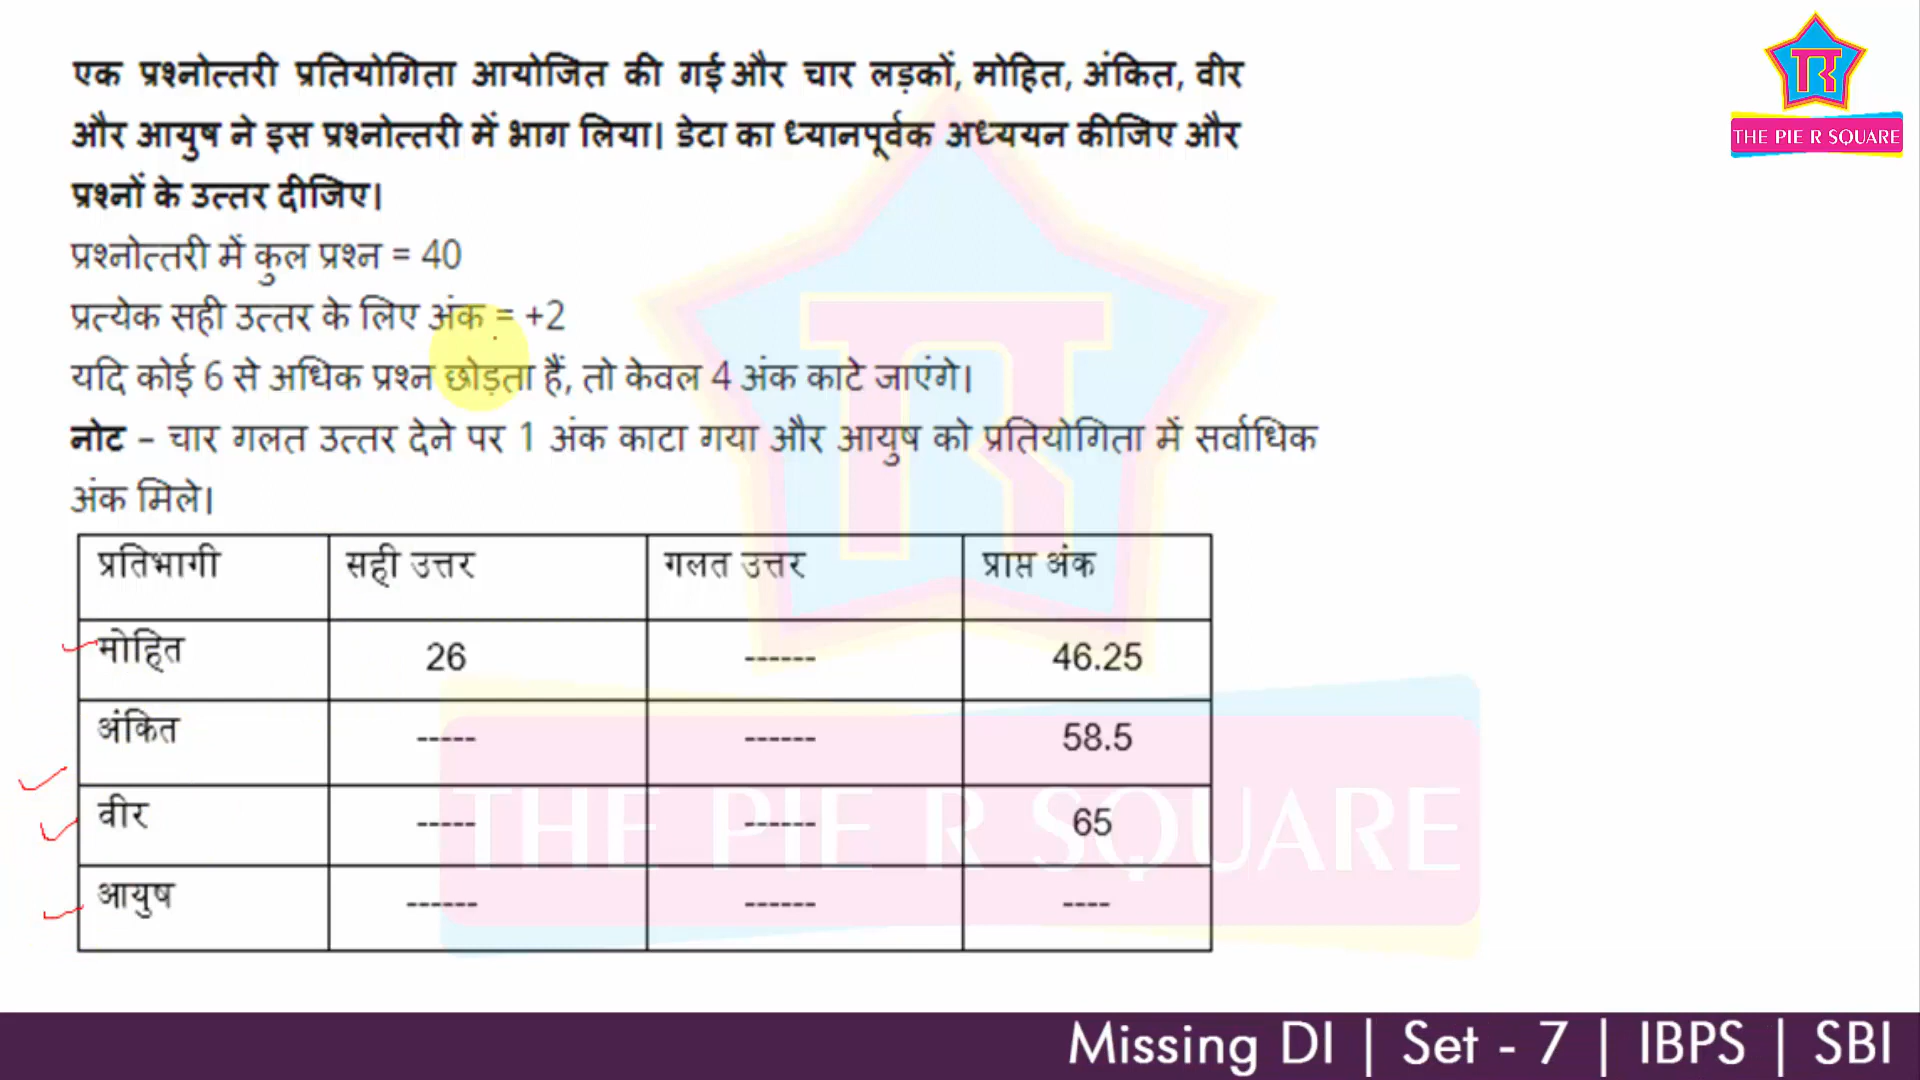 एक प्रश्नोत्तरी प्रतियोगिता आयोजित की गई और चार लड़कों, मोहित, अंकित, वीर
और आयुष ने इस प्रश्नोत्तरी में भाग लिया। डेटा का ध्यानपूर्वक अध्ययन कीजिए और
प्रश्नों के उत्तर दीजिए।
प्रश्नोत्तरी में कुल प्रश्न = 40
प्रत्येक सही उत्तर के लिए अंक = +2
यदि कोई 6 से अधिक प्रश्न छोड़ता हैं, तो केवल 4 अंक काटे जाएंगे।
नोट – चार गलत उत्तर देने पर 1 अंक काटा गया और आयुष को प्रतियोगिता में सर्वाधिक
अंक मिले।
प्रतिभागी सही उत्तर गलत उत्तर प्राप्त अंक
मोहित 26 ------ 46.25
अंकित ----- ------ 58.5
वीर ----- ------ 65
आयुष ------ ------ ----
THE PIE R SQUARE
THE PIE R SQUARE
Missing DI | Set - 7 | IBPS | SBI